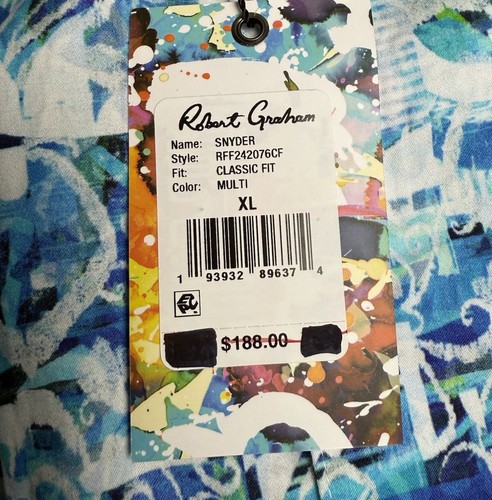 Robert Graham
Name: SNYDER
Style: RFF242076CF
Fit: CLASSIC FIT
Color: MULTI
XL
1 93932 89637 4
$188.00